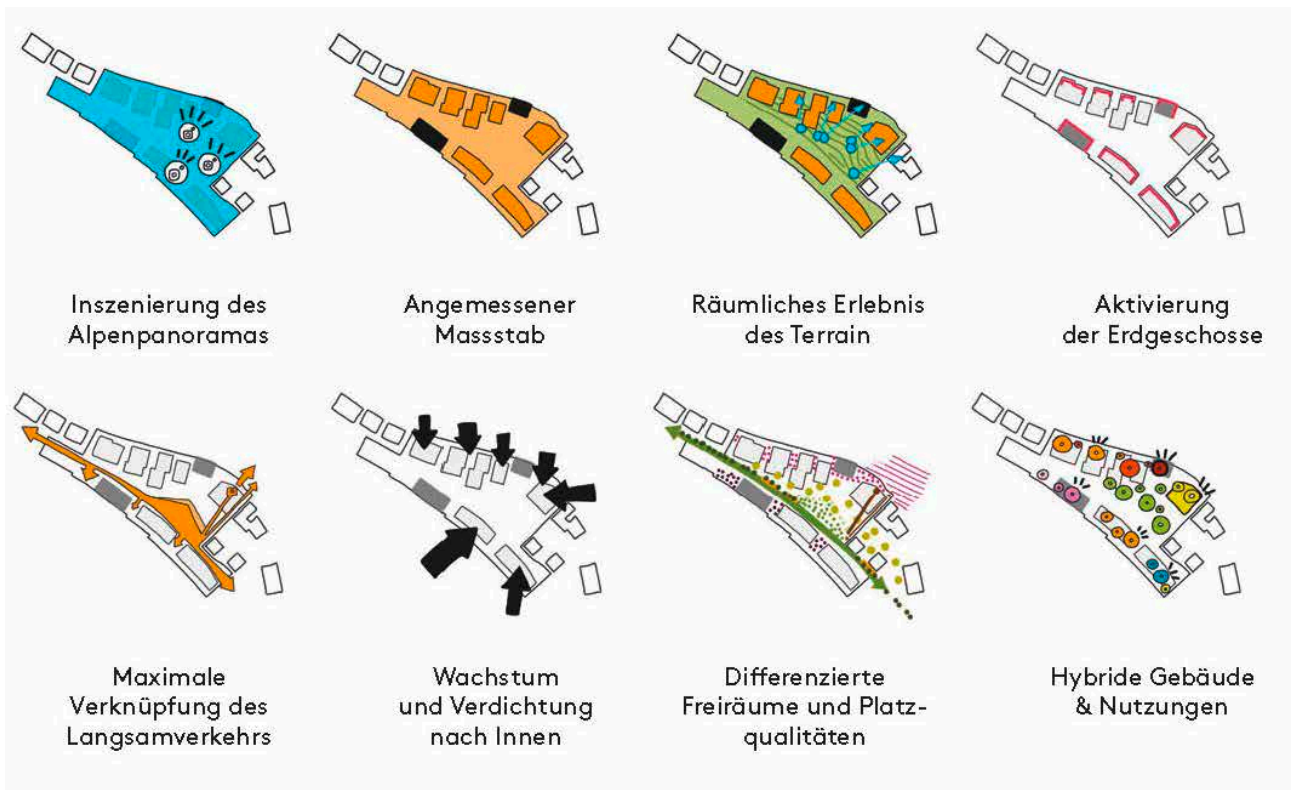 Inszenierung des
Alpenpanoramas
Angemessener
Massstab
Räumliches Erlebnis
des Terrain
Aktivierung
der Erdgeschosse
Maximale
Verknüpfung des
Langsamverkehrs
Wachstum
und Verdichtung
nach Innen
Differenzierte
Freiräume und Platz-
qualitäten
Hybride Gebäude
& Nutzungen